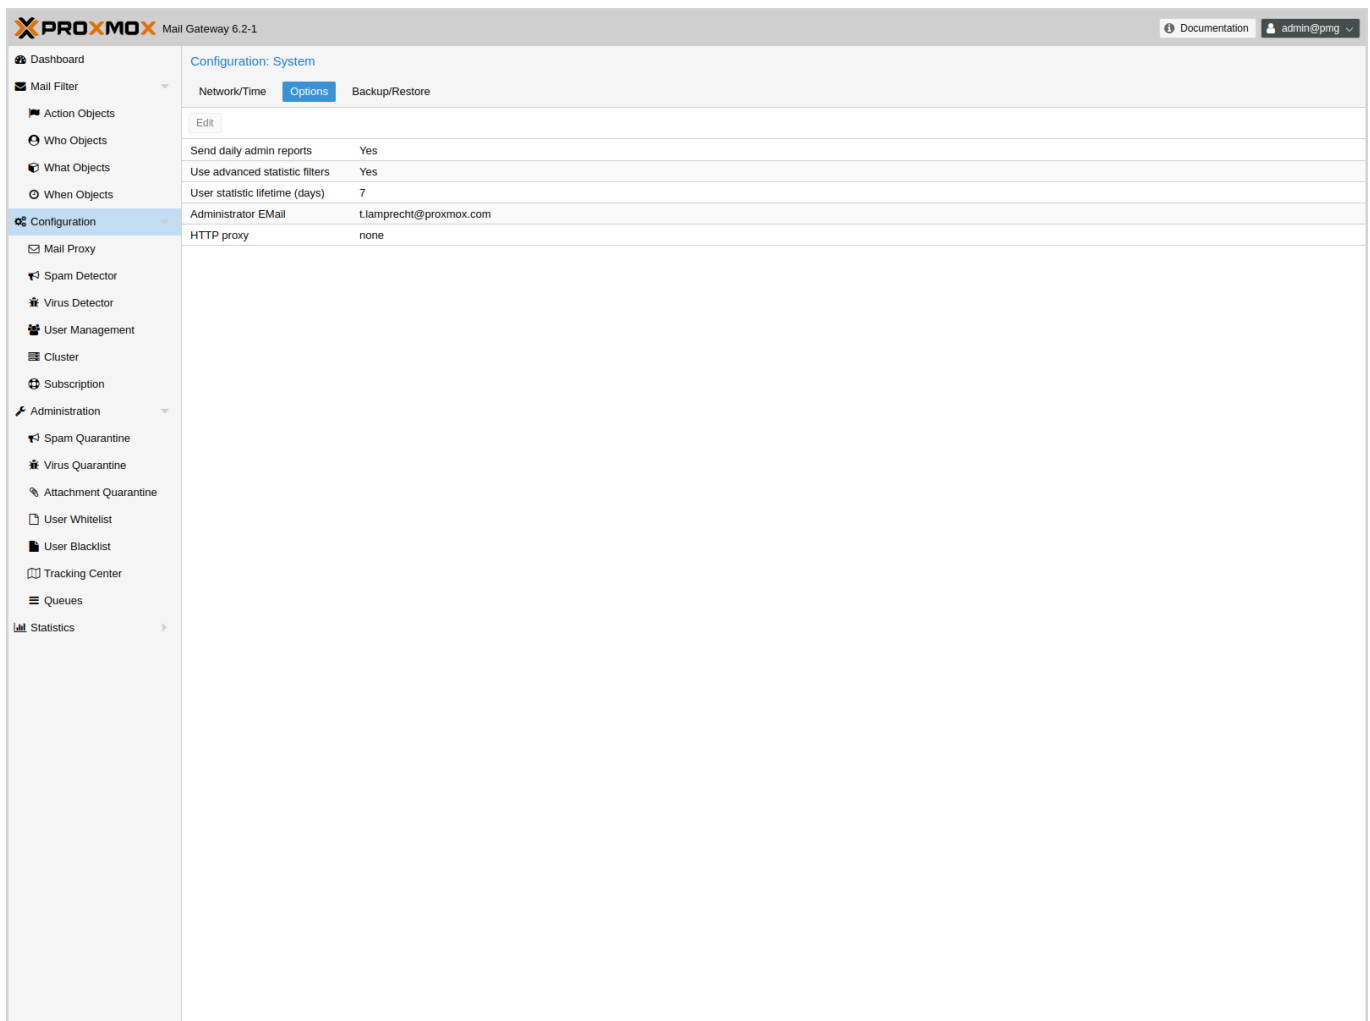 PROXMOX Mail Gateway 6.2-1
Documentation
admin@pmg
Dashboard
Mail Filter
Action Objects
Who Objects
What Objects
When Objects
Configuration
Mail Proxy
Spam Detector
Virus Detector
User Management
Cluster
Subscription
Administration
Spam Quarantine
Virus Quarantine
Attachment Quarantine
User Whitelist
User Blacklist
Tracking Center
Queues
Statistics
Configuration: System
Network/Time Options Backup/Restore
Edit
Send daily admin reports Yes
Use advanced statistic filters Yes
User statistic lifetime (days) 7
Administrator EMail t.lamprecht@proxmox.com
HTTP proxy none